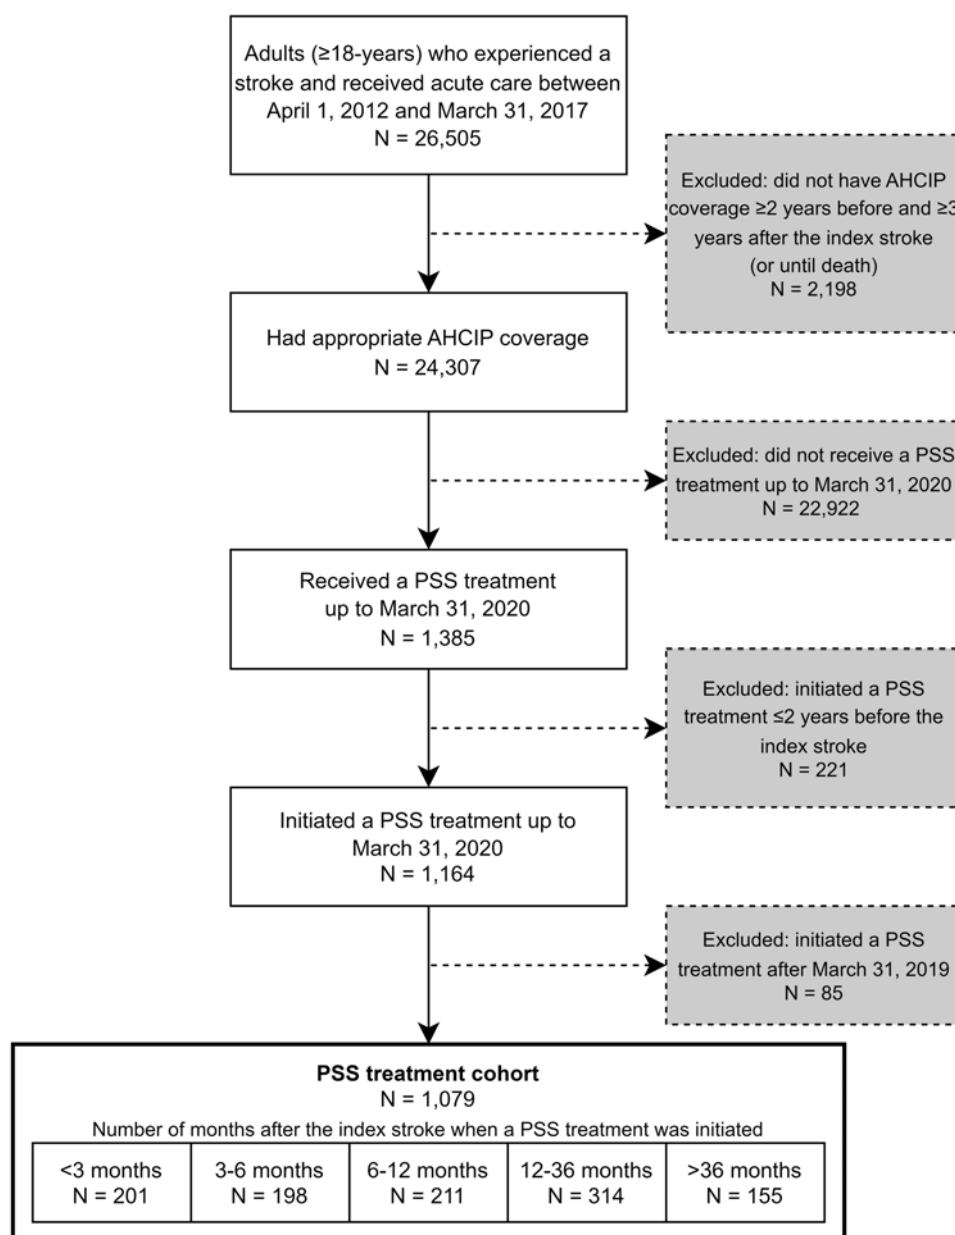 Adults (≥18-years) who experienced a
stroke and received acute care between
April 1, 2012 and March 31, 2017
N = 26,505
Excluded: did not have AHCIP
coverage ≥2 years before and ≥3
years after the index stroke
(or until death)
N = 2,198
Had appropriate AHCIP coverage
N = 24,307
Excluded: did not receive a PSS
treatment up to March 31, 2020
N = 22,922
Received a PSS treatment
up to March 31, 2020
N = 1,385
Excluded: initiated a PSS
treatment ≤2 years before the
index stroke
N = 221
Initiated a PSS treatment up to
March 31, 2020
N = 1,164
Excluded: initiated a PSS
treatment after March 31, 2019
N = 85
PSS treatment cohort
N = 1,079
Number of months after the index stroke when a PSS treatment was initiated
<3 months
N = 201
3-6 months
N = 198
6-12 months
N = 211
12-36 months
N = 314
>36 months
N = 155